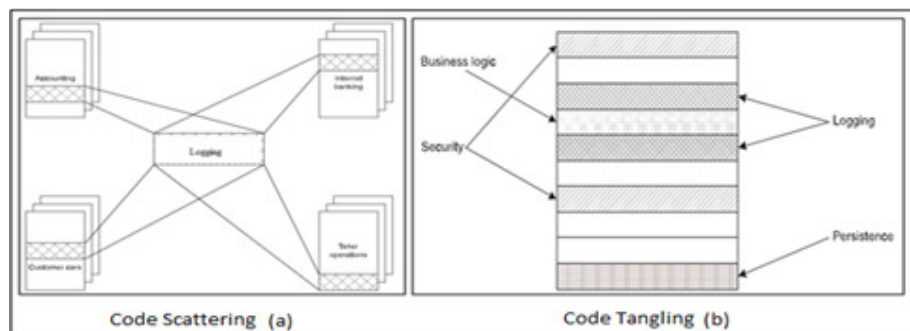 Accounting
Internet
banking
Logging
Customer care
Teller
operations
Code Scattering (a)
Business logic
Security
Logging
Persistence
Code Tangling (b)